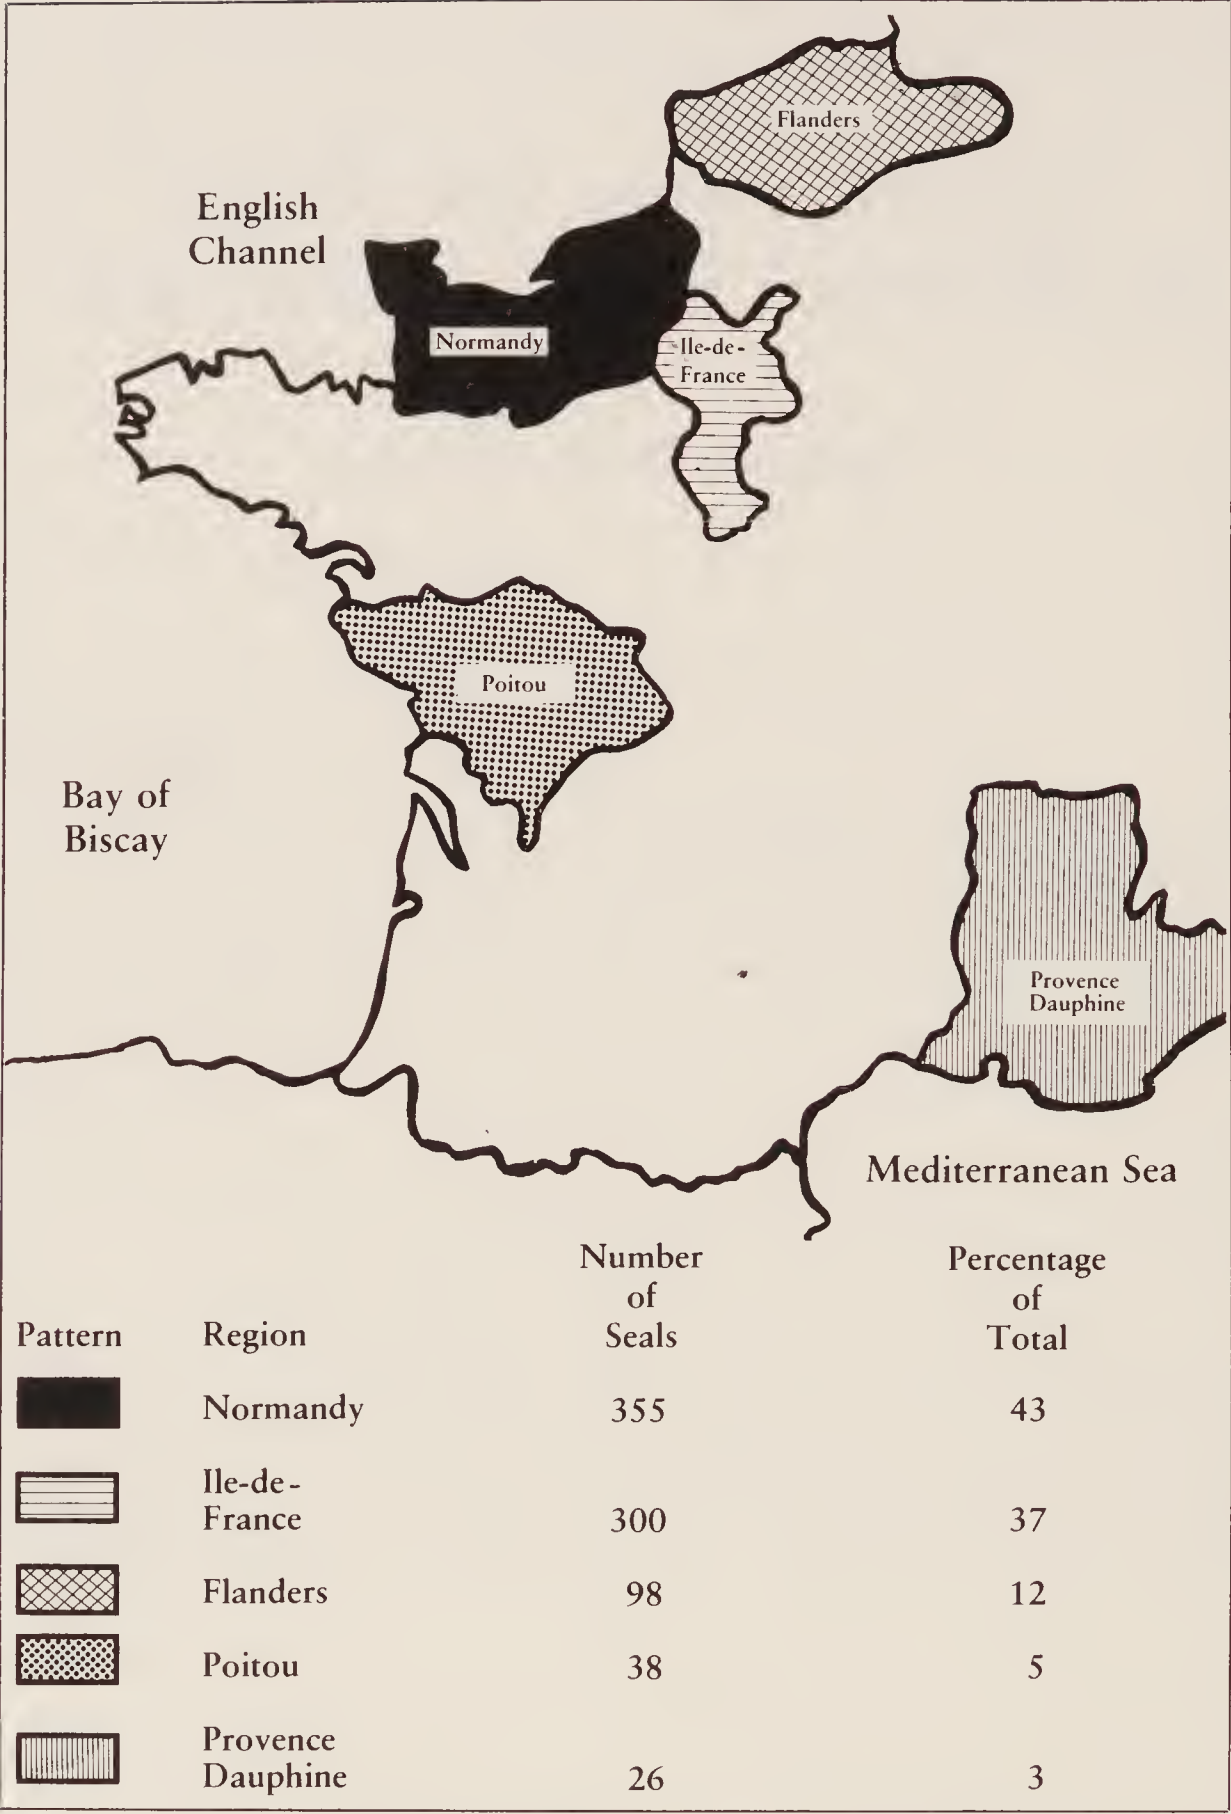 Flanders
English
Channel
Normandy
Ile-de-
France
Poitou
Bay of
Biscay
Provence
Dauphine
Mediterranean Sea
Number
of
Seals
Percentage
of
Total
Pattern Region
Normandy 355 43
Ile-de-
France 300 37
Flanders 98 12
Poitou 38 5
Provence
Dauphine 26 3